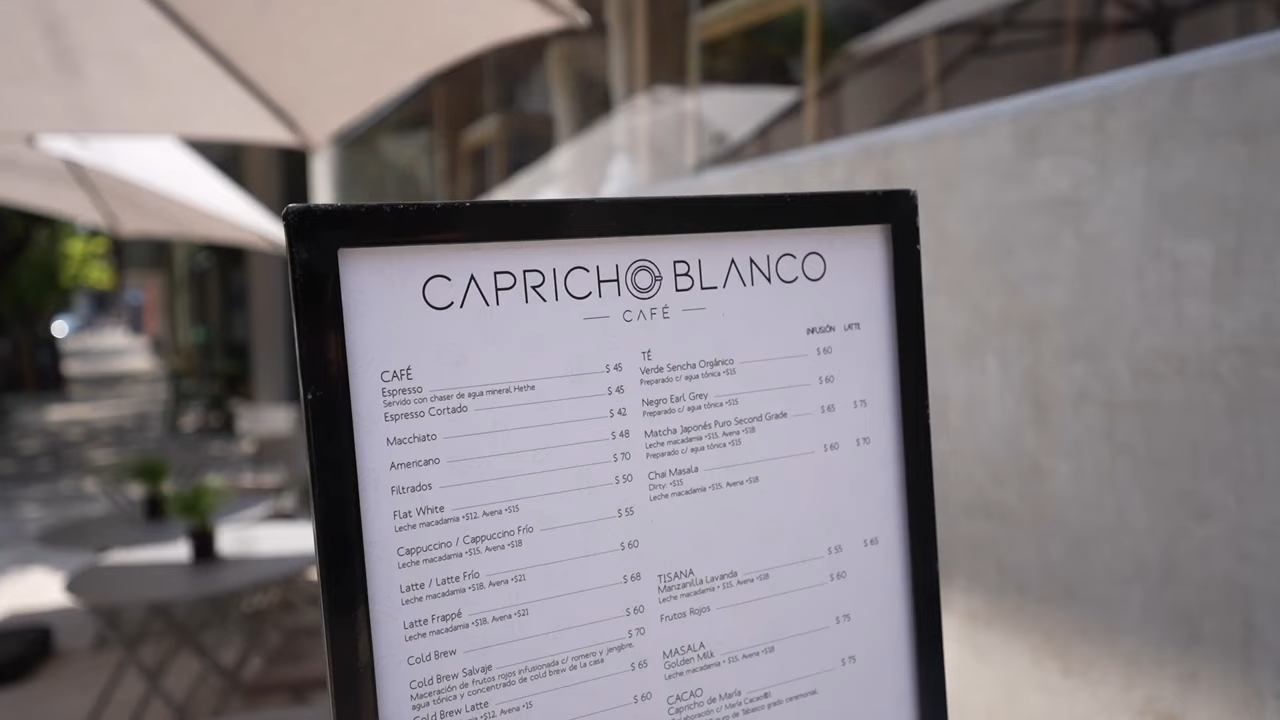 CAPRICHO BLANCO
CAFÉ
CAFÉ
Espresso $ 45
Servido con chaser de agua mineral Hethe
Espresso Cortado $ 45
Macchiato $ 42
Americano $ 48
Filtrados $ 70
Flat White $ 50
Leche macadamia +$12, Avena +$15
Cappuccino / Cappuccino Frío $ 55
Leche macadamia +$15, Avena +$18
Latte / Latte Frío $ 60
Leche macadamia +$18, Avena +$21
Latte Frappé $ 68
Leche macadamia +$18, Avena +$21
Cold Brew $ 60
Cold Brew Salvaje $ 70
Maceración de frutos rojos infusionada c/ romero y jengibre,
agua tónica y concentrado de cold brew de la casa
Cold Brew Latte $ 65
+$12, Avena +15
$ 60
INFUSIÓN LATTE
TÉ
Verde Sencha Orgánico $ 60
Preparado c/ agua tónica +$15
Negro Earl Grey $ 60
Preparado c/ agua tónica +$15
Matcha Japonés Puro Second Grade $ 65 $ 75
Leche macadamia +$15, Avena +$18
Preparado c/ agua tónica +$15
Chai Masala $ 60 $ 70
Dirty: +$15
Leche macadamia +$15, Avena +$18
TISANA
Manzanilla Lavanda $ 55 $ 65
Leche macadamia + $15, Avena +$18
Frutos Rojos $ 60
MASALA
Golden Milk $ 75
Leche macadamia + $15, Avena +$18
CACAO
Capricho de María $ 75
Colaboración c/ María Cacao®
puro de Tabasco grado ceremonial,